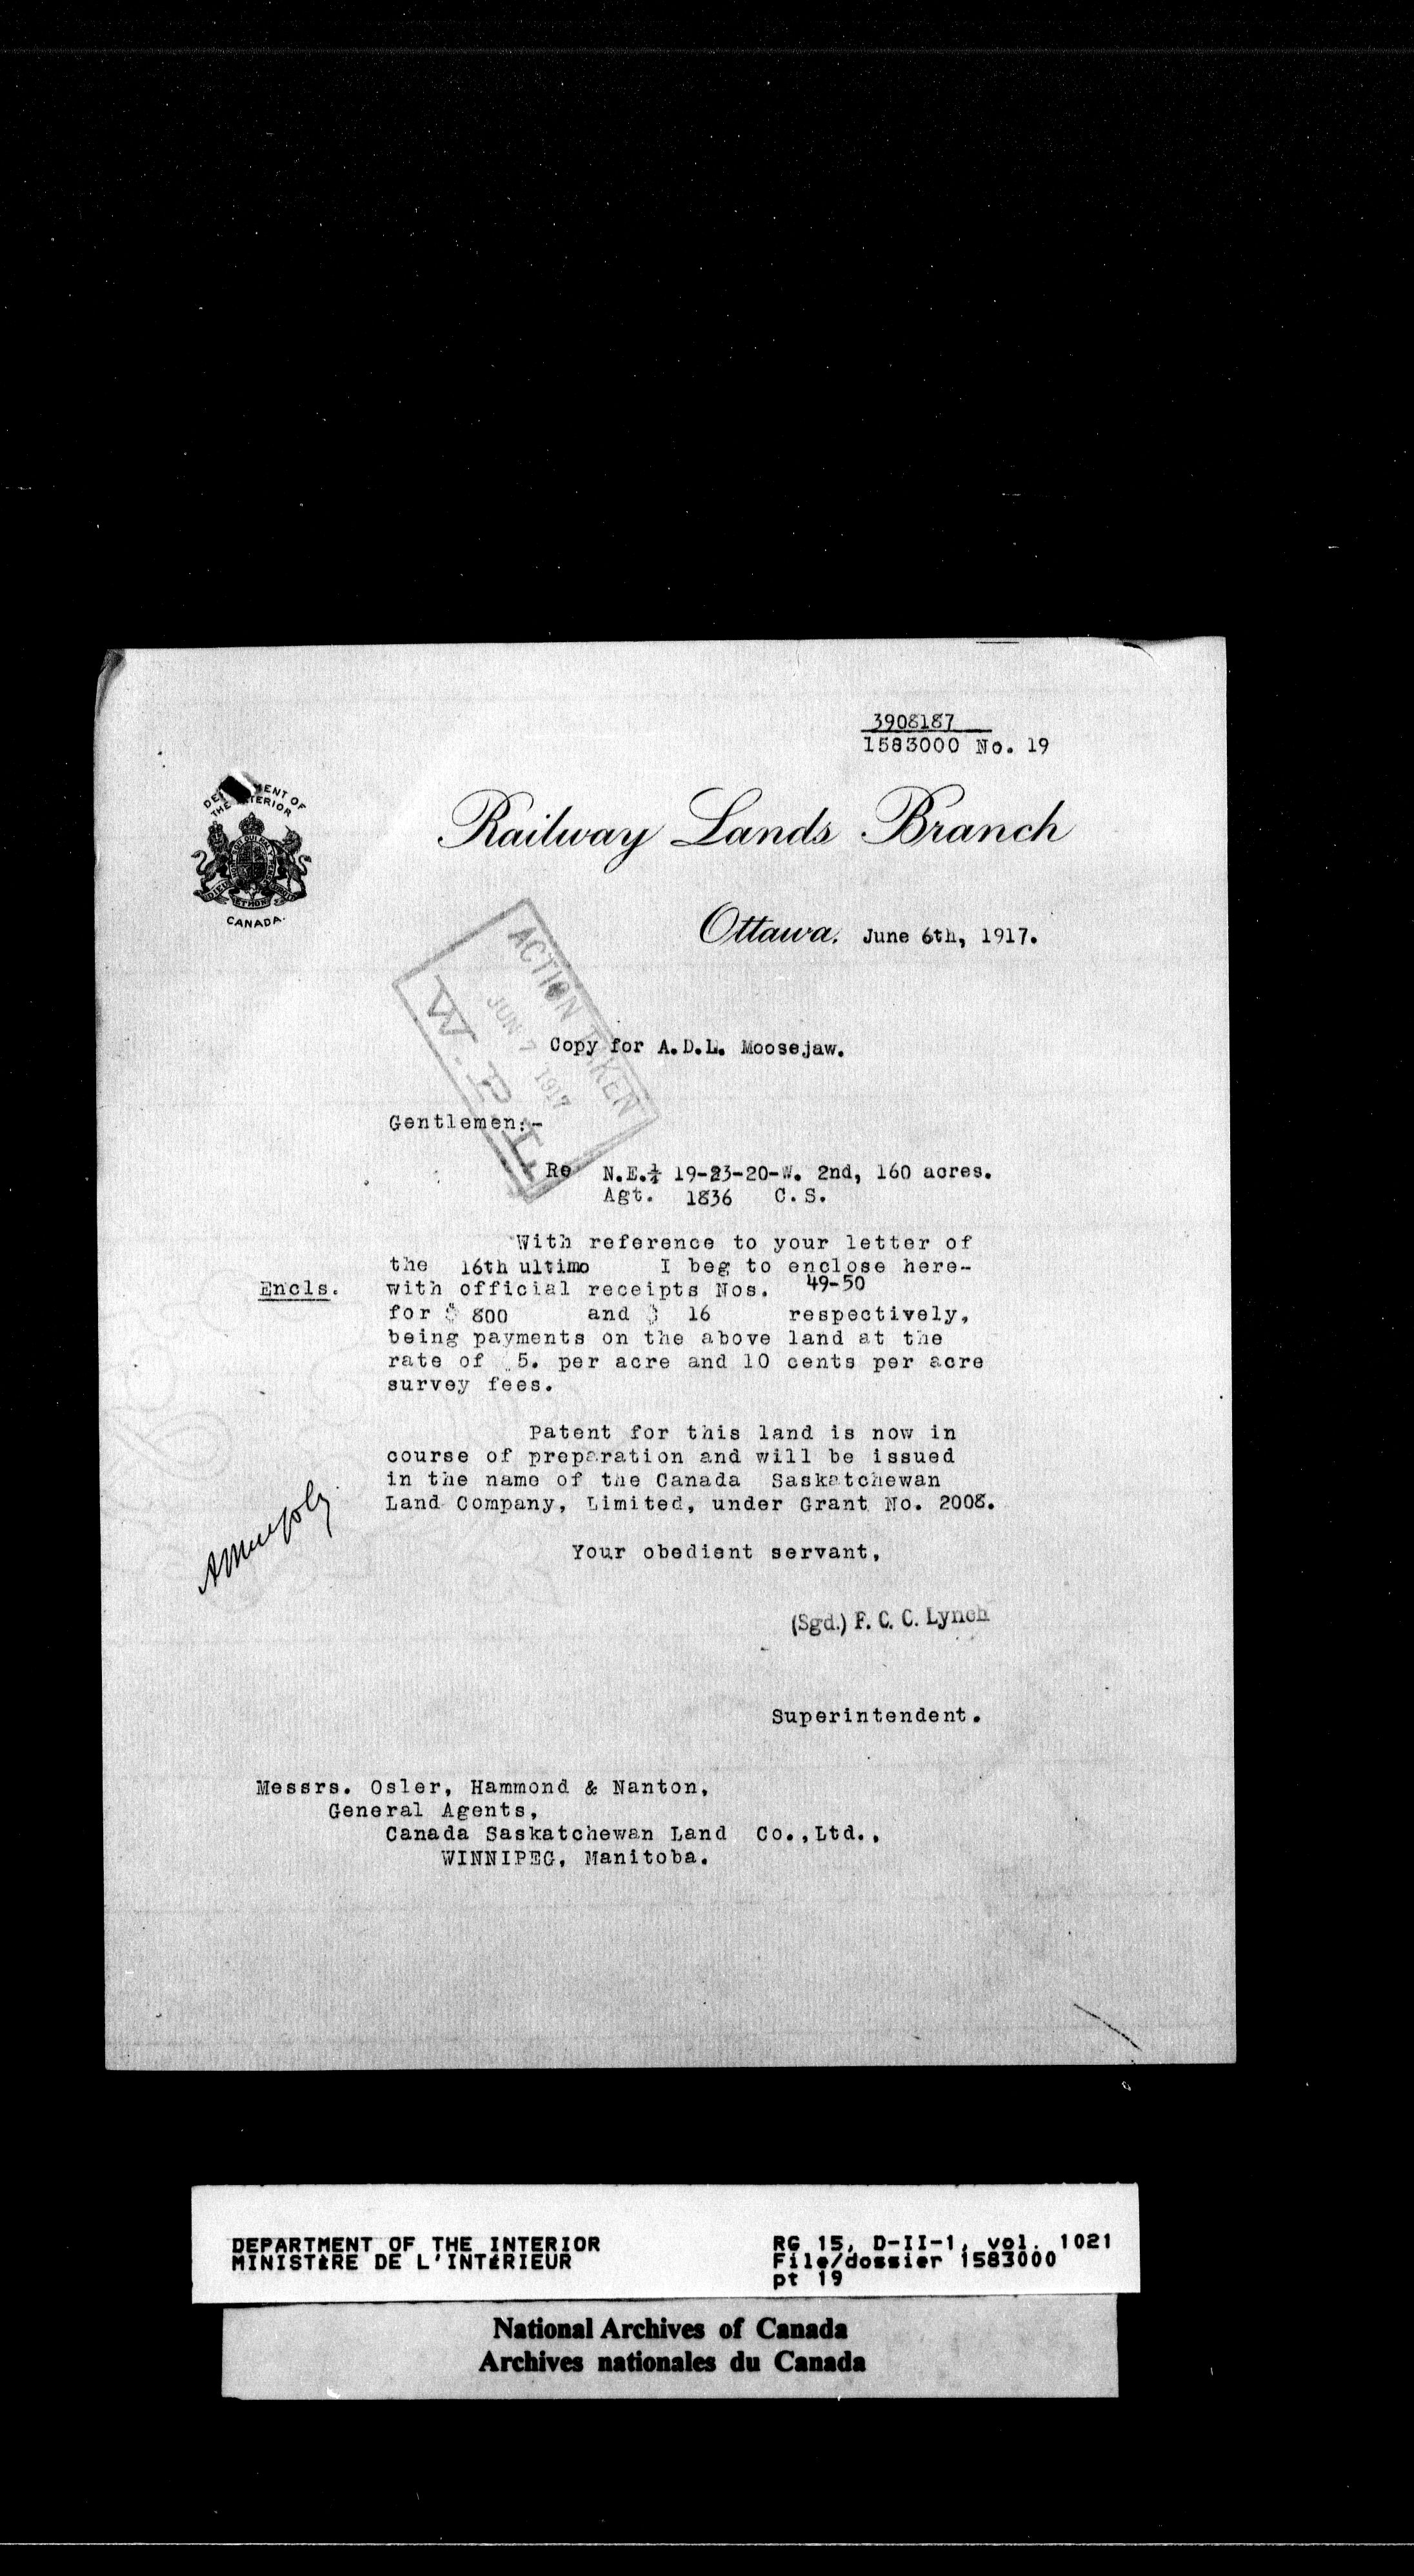 3908187
1583000 No. 19
DEPARTMENT OF
THE INTERIOR
CANADA.
Railway Lands Branch
Ottawa. June 6th, 1917.
ACTION TAKEN
JUN 7 1917
Copy for A.D.L. Moosejaw.
Gentlemen:-
Re N.E.¼ 19-23-20-W. 2nd, 160 acres.
Agt. 1836 C.S.
With reference to your letter of
the 16th ultimo I beg to enclose here-
Encls. with official receipts Nos. 49-50
for $ 800 and $ 16 respectively,
being payments on the above land at the
rate of 5. per acre and 10 cents per acre
survey fees.
Patent for this land is now in
course of preparation and will be issued
in the name of the Canada Saskatchewan
Land Company, Limited, under Grant No. 2008.
Your obedient servant,
(Sgd.) F. C. C. Lynch
Superintendent.
Messrs. Osler, Hammond & Nanton,
General Agents,
Canada Saskatchewan Land Co.,Ltd.,
WINNIPEG, Manitoba.
DEPARTMENT OF THE INTERIOR
MINISTÈRE DE L'INTÉRIEUR
RG 15, D-II-1, vol. 1021
File/dossier 1583000
pt 19
National Archives of Canada
Archives nationales du Canada